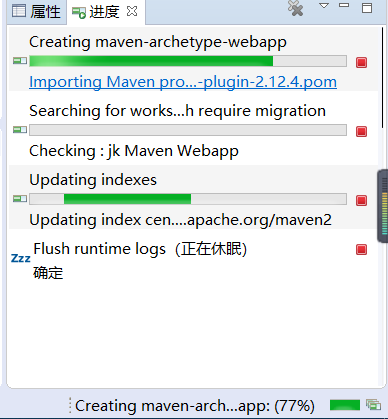 属性 进度
Creating maven-archetype-webapp
Importing Maven pro...-plugin-2.12.4.pom
Searching for works...h require migration
Checking : jk Maven Webapp
Updating indexes
Updating index cen....apache.org/maven2
Zzz Flush runtime logs (正在休眠)
确定
Creating maven-arch...app: (77%)